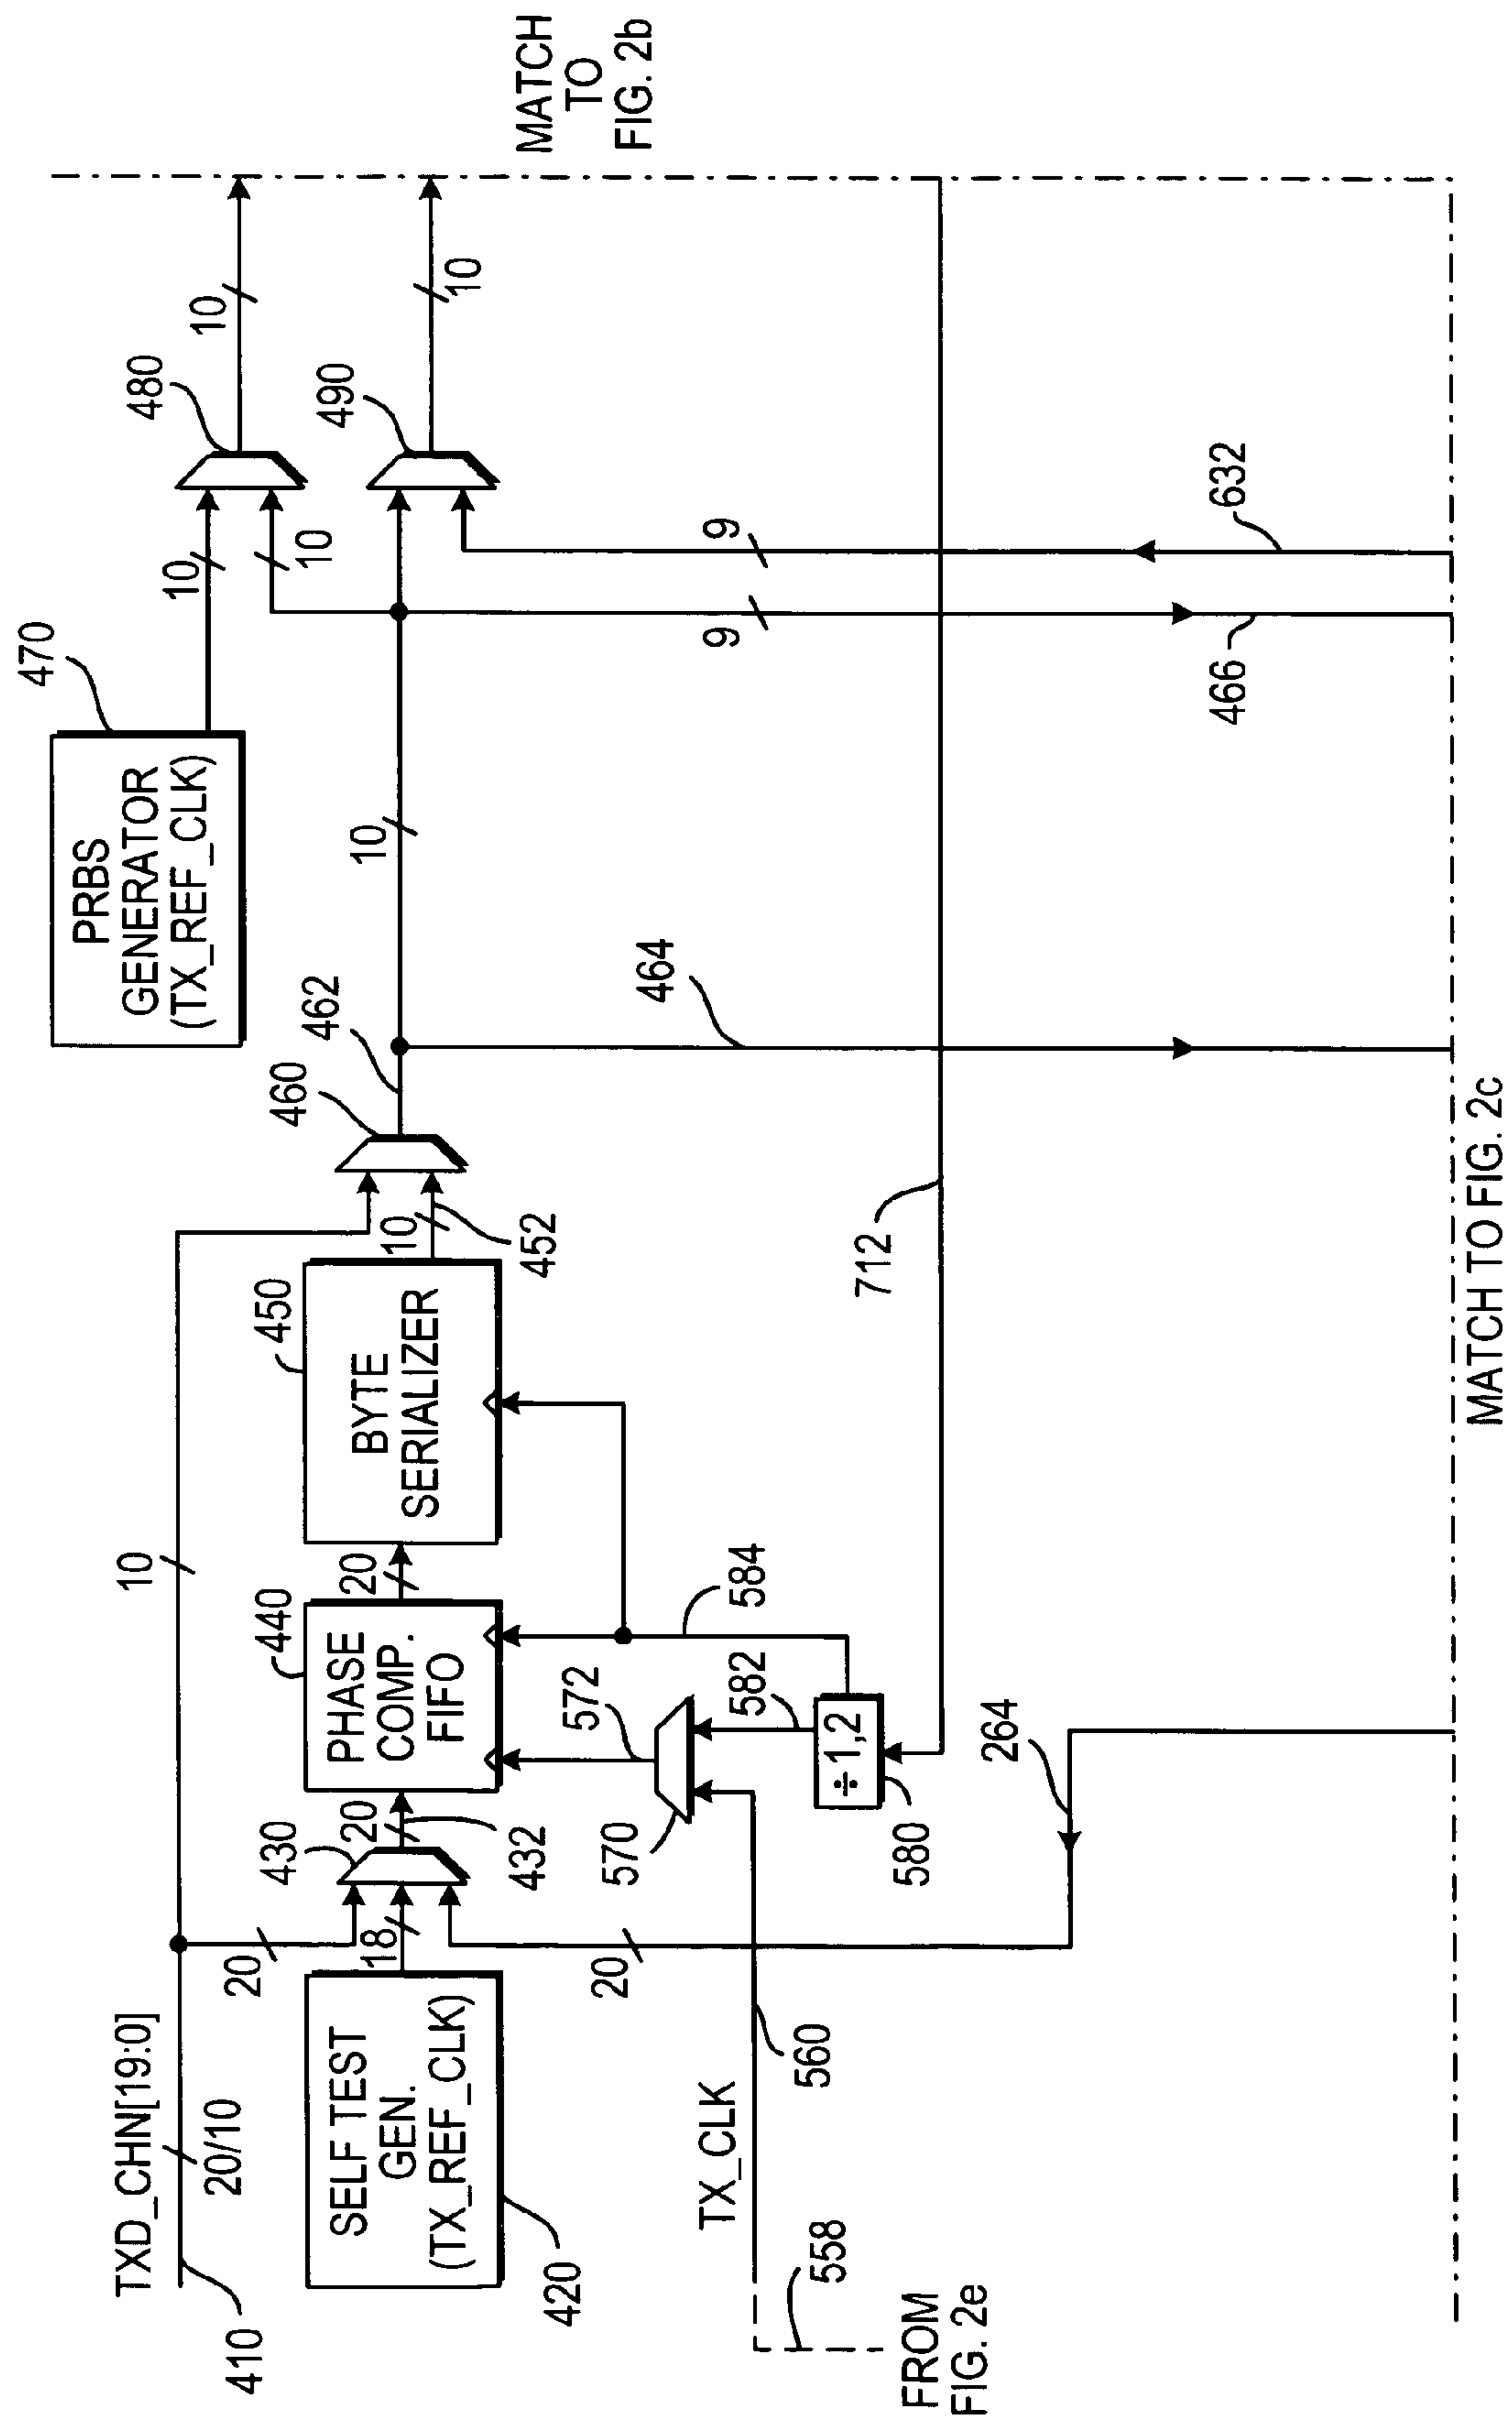 TXD_CHN[19:0]
20/10
410
SELF TEST
GEN.
(TX_REF_CLK)
420
20
18
20
430
20
432
PHASE
COMP.
FIFO
440
20
BYTE
SERIALIZER
450
10
452
10
460
462
10
464
PRBS
GENERATOR
(TX_REF_CLK)
470
10
10
480
10
490
10
9
9
466
632
TX_CLK
560
558
FROM
FIG. 2e
570
572
582
÷ 1,2
580
584
264
712
MATCH
TO
FIG. 2b
MATCH TO FIG. 2c